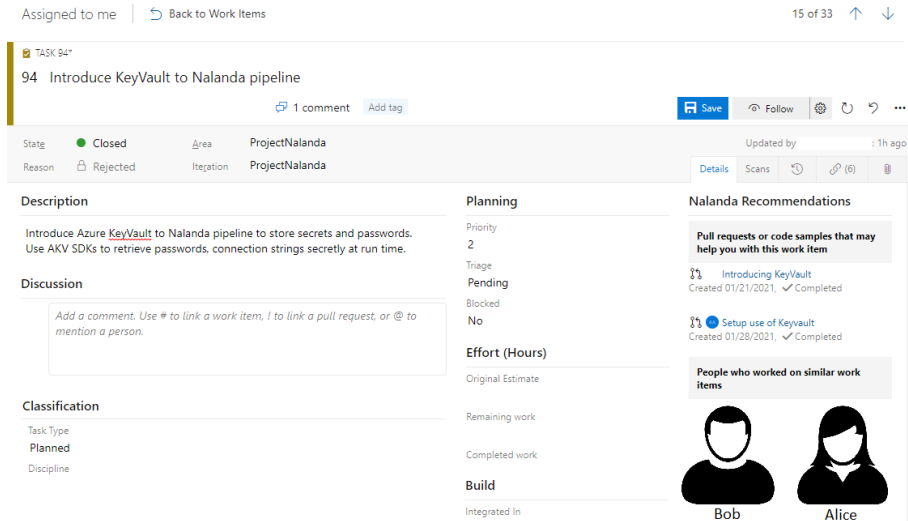 Assigned to me
Back to Work Items
15 of 33
TASK 94*
94 Introduce KeyVault to Nalanda pipeline
1 comment
Add tag
Save
Follow
State
Closed
Area
ProjectNalanda
Updated by : 1h ago
Reason
Rejected
Iteration
ProjectNalanda
Details
Scans
(6)
Description
Introduce Azure KeyVault to Nalanda pipeline to store secrets and passwords.
Use AKV SDKs to retrieve passwords, connection strings secretly at run time.
Discussion
Add a comment. Use # to link a work item, ! to link a pull request, or @ to
mention a person.
Classification
Task Type
Planned
Discipline
Planning
Priority
2
Triage
Pending
Blocked
No
Effort (Hours)
Original Estimate
Remaining work
Completed work
Build
Integrated In
Nalanda Recommendations
Pull requests or code samples that may
help you with this work item
Introducing KeyVault
Created 01/21/2021, Completed
Setup use of Keyvault
Created 01/28/2021, Completed
People who worked on similar work
items
Bob
Alice